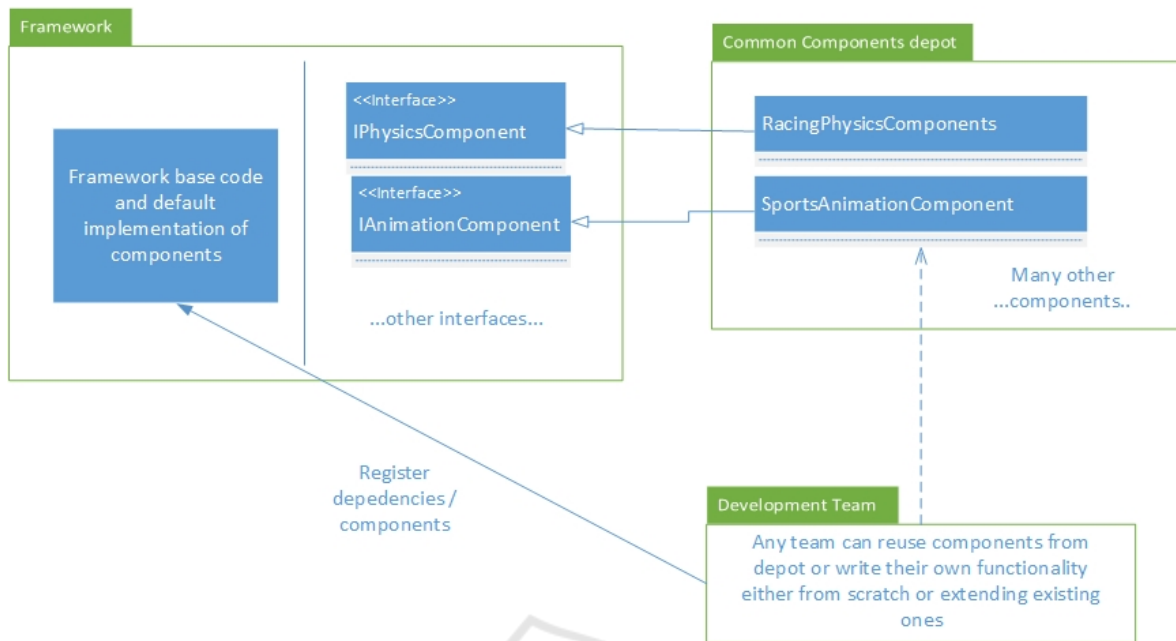 Framework
Framework base code
and default
implementation of
components
<<Interface>>
IPhysicsComponent
<<Interface>>
IAnimationComponent
...other interfaces...
Common Components depot
RacingPhysicsComponents
SportsAnimationComponent
Many other
...components..
Register
depedencies /
components
Development Team
Any team can reuse components from
depot or write their own functionality
either from scratch or extending existing
ones